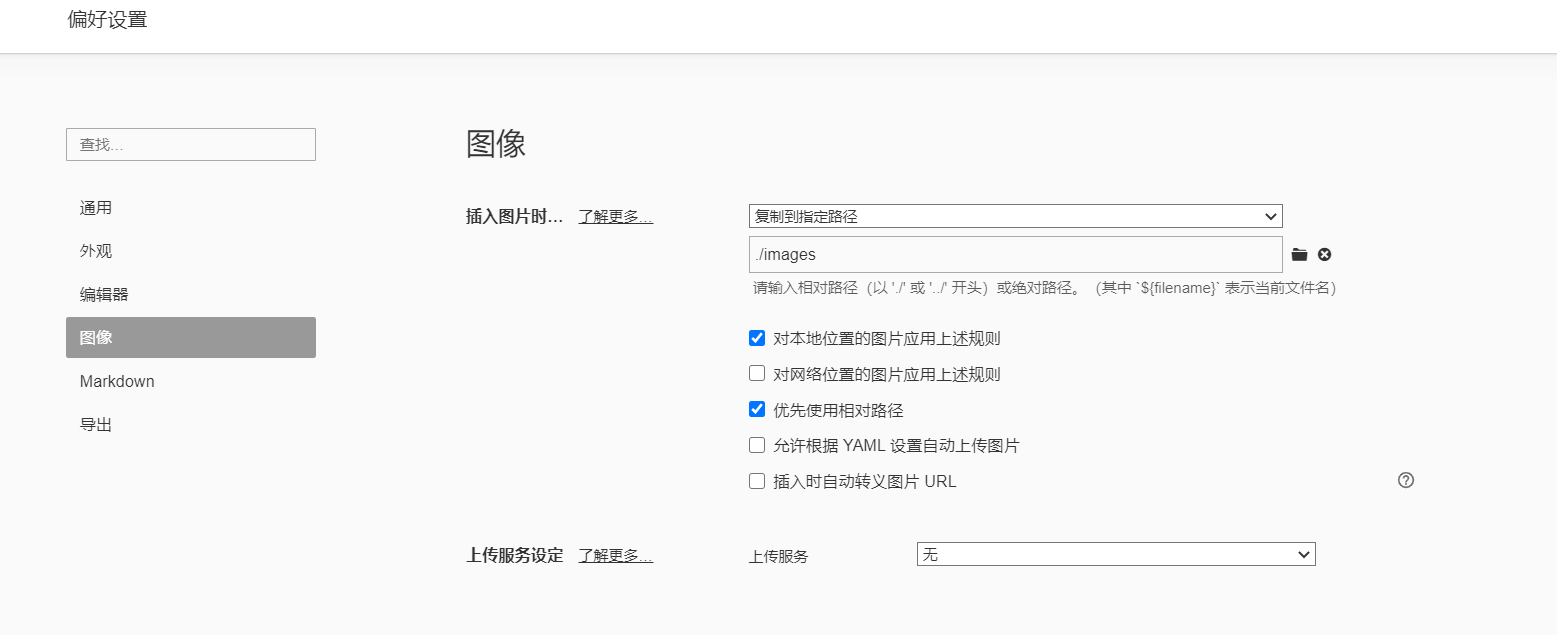 偏好设置
查找...
通用
外观
编辑器
图像
Markdown
导出
图像
插入图片时... 了解更多... 复制到指定路径
./images
请输入相对路径（以 './' 或 '../' 开头）或绝对路径。（其中 `${filename}` 表示当前文件名）
对本地位置的图片应用上述规则
对网络位置的图片应用上述规则
优先使用相对路径
允许根据 YAML 设置自动上传图片
插入时自动转义图片 URL
上传服务设定 了解更多... 上传服务 无